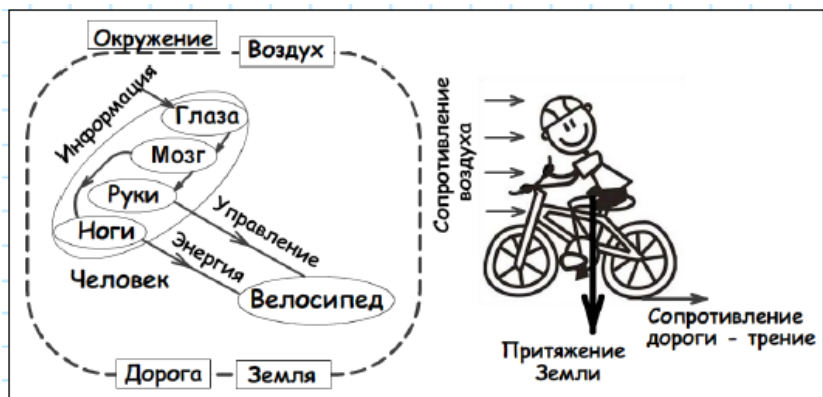 Окружение
Воздух
Информация
Глаза
Мозг
Руки
Ноги
Человек
Управление
Энергия
Велосипед
Дорога
Земля
Сопротивление
воздуха
Притяжение
Земли
Сопротивление
дороги - трение